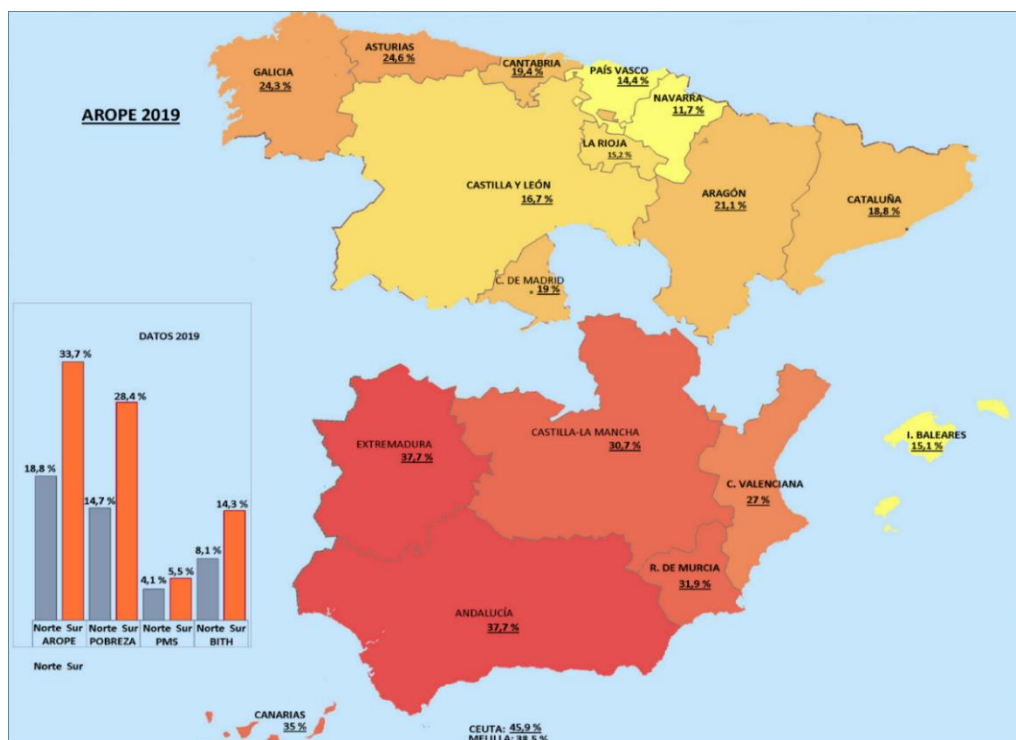 ASTURIAS
24,6 %
CANTABRIA
19,4 %
PAÍS VASCO
14,4 %
GALICIA
24,3 %
NAVARRA
11,7 %
AROPE 2019
LA RIOJA
15,2 %
CASTILLA Y LEÓN
16,7 %
ARAGÓN
21,1 %
CATALUÑA
18,8 %
C. DE MADRID
19 %
DATOS 2019
33,7 %
28,4 %
18,8 %
14,7 %
14,3 %
8,1 %
4,1 %
5,5 %
Norte Sur Norte Sur Norte Sur Norte Sur
AROPE POBREZA PMS BITH
Norte Sur
EXTREMADURA
37,7 %
CASTILLA-LA MANCHA
30,7 %
I. BALEARES
15,1 %
C. VALENCIANA
27 %
R. DE MURCIA
31,9 %
ANDALUCÍA
37,7 %
CANARIAS
35 %
CEUTA: 45,9 %
MELILLA: 38,5 %